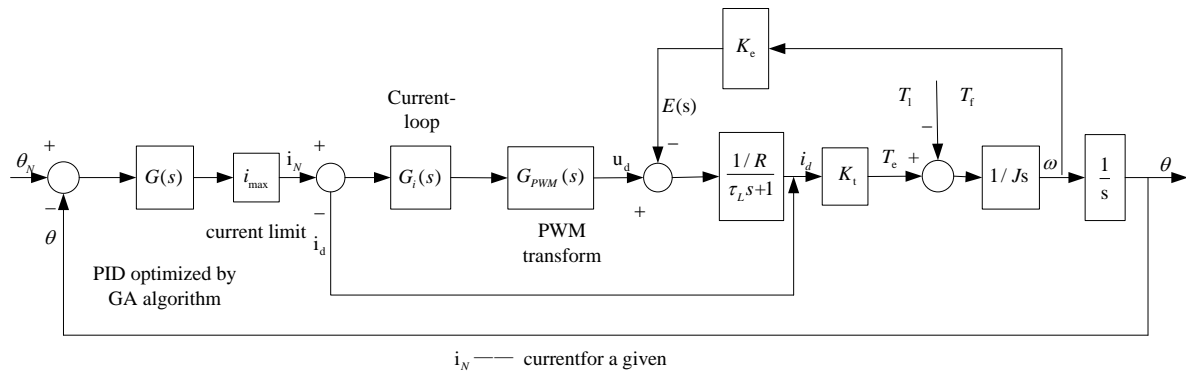 K_e
Current-
loop
E(s)
T_l
T_f
θ_N
+
−
θ
G(s)
i_max
i_N
+
−
i_d
G_i(s)
G_PWM(s)
u_d
−
+
1/R
τ_L s+1
i_d
K_t
T_e
+
−
1/Js
ω
1
s
θ
current limit
PWM
transform
PID optimized by
GA algorithm
i_N —— currentfor a given